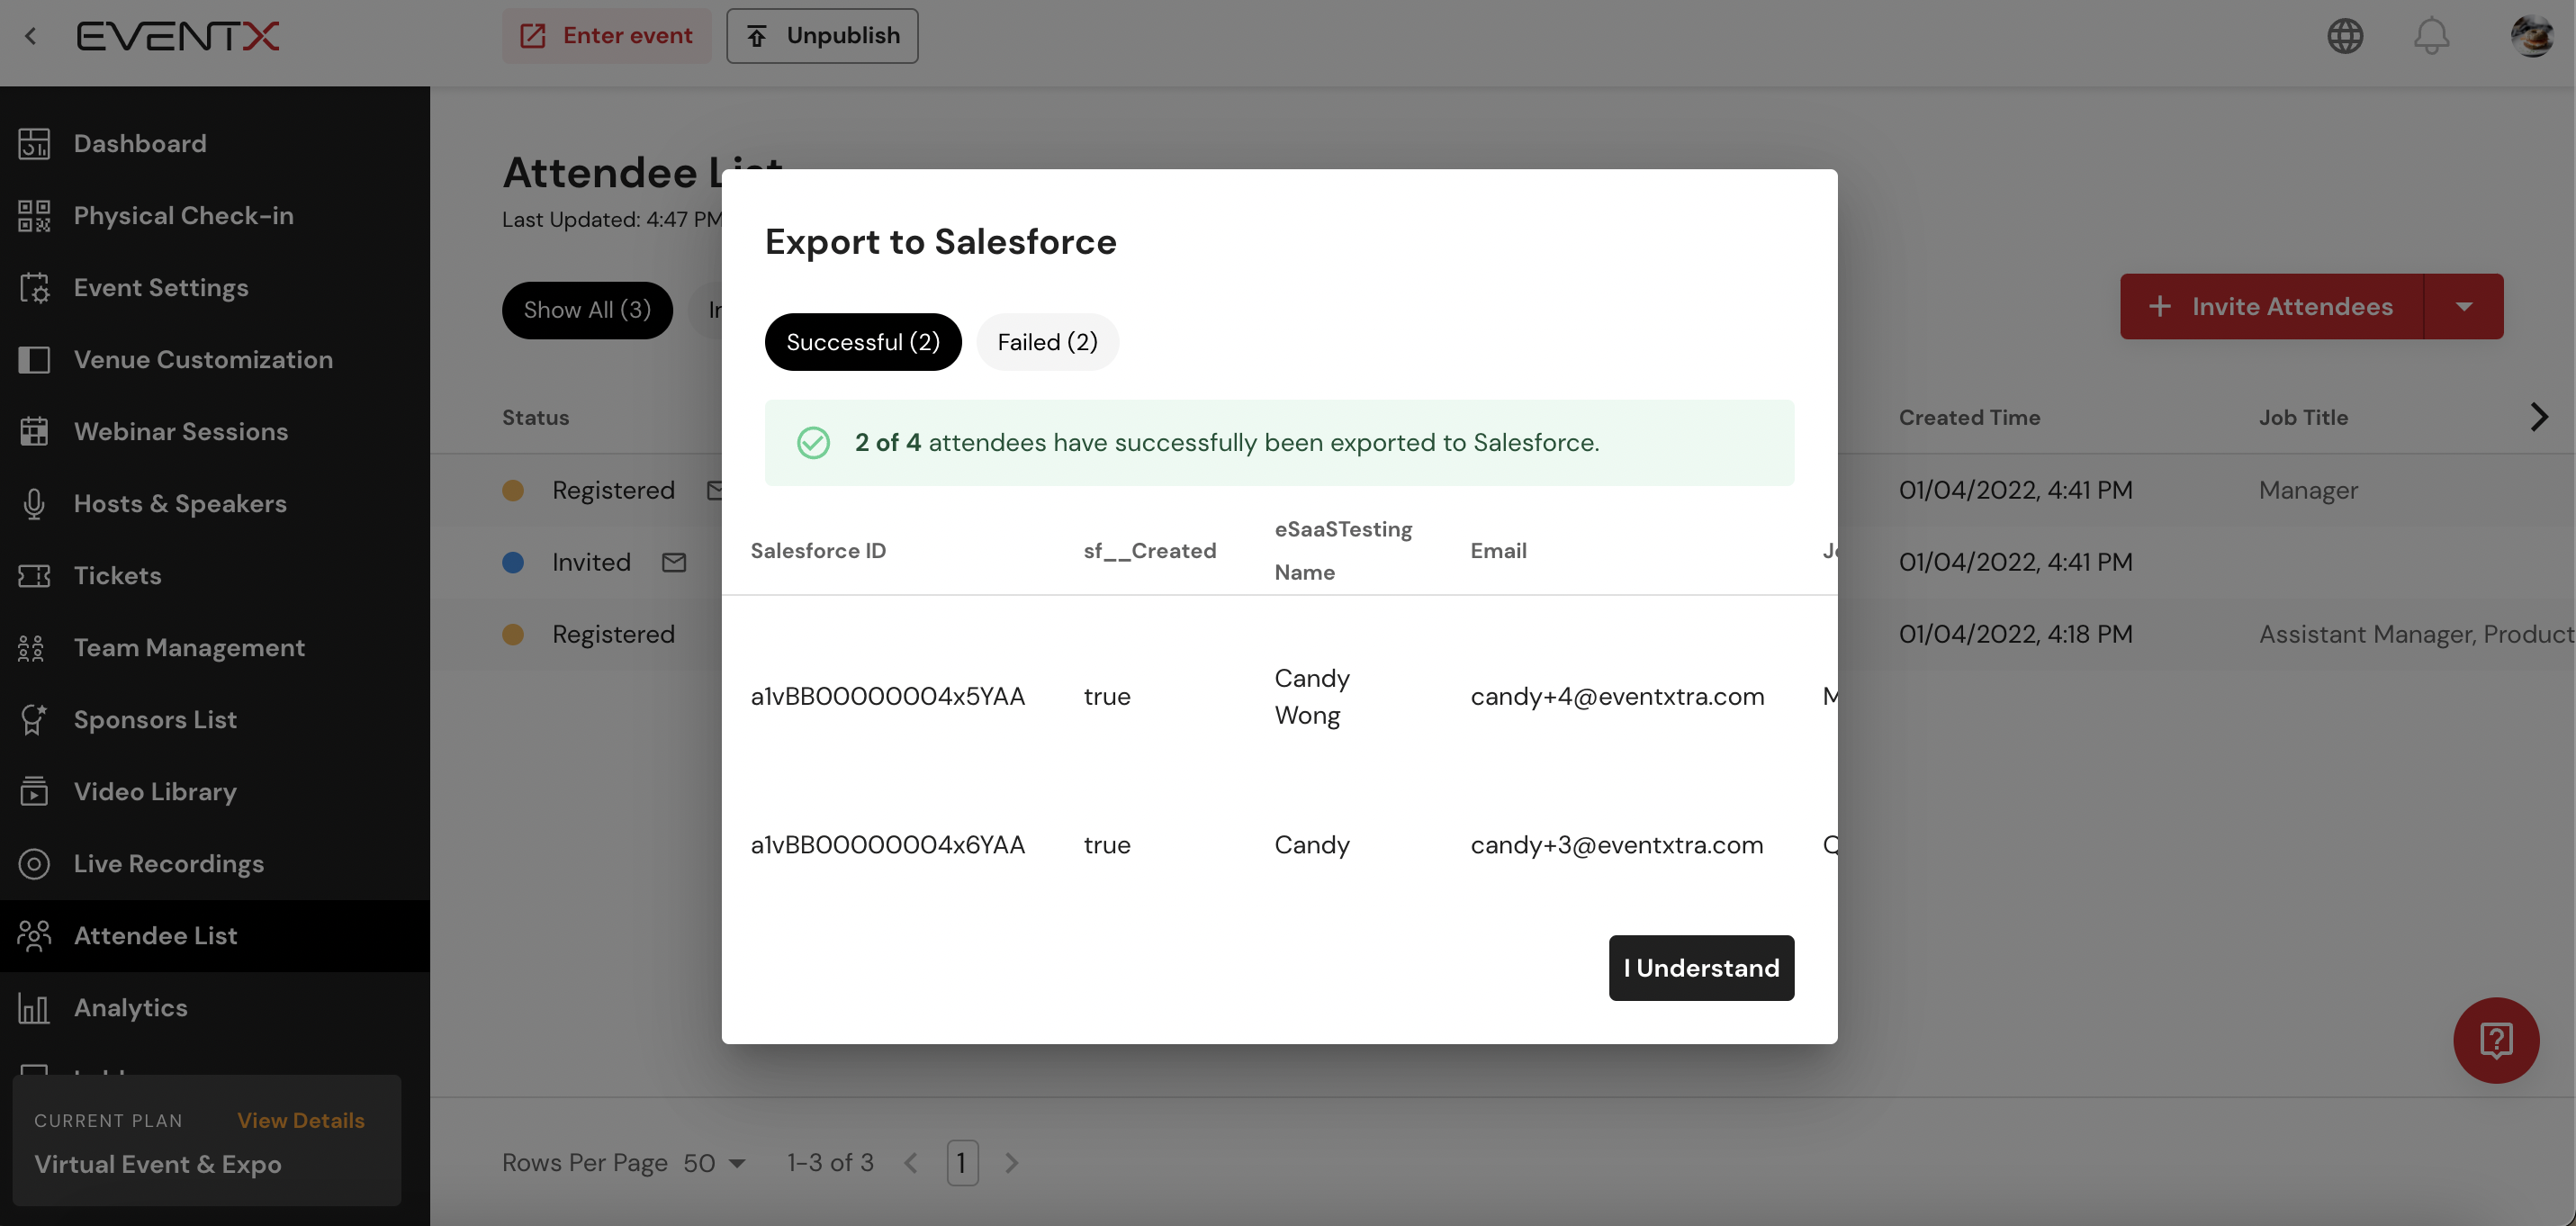 EVENTX
Enter event
Unpublish
Dashboard
Physical Check-in
Event Settings
Venue Customization
Webinar Sessions
Hosts & Speakers
Tickets
Team Management
Sponsors List
Video Library
Live Recordings
Attendee List
Analytics
CURRENT PLAN
View Details
Virtual Event & Expo
Attendee List
Last Updated: 4:47 PM
Show All (3)
Invite Attendees
Status
Created Time
Job Title
Registered
01/04/2022, 4:41 PM
Manager
Invited
01/04/2022, 4:41 PM
Registered
01/04/2022, 4:18 PM
Assistant Manager, Product
Rows Per Page 50
1-3 of 3
1
Export to Salesforce
Successful (2)
Failed (2)
2 of 4 attendees have successfully been exported to Salesforce.
Salesforce ID
sf__Created
eSaaSTesting
Name
Email
a1vBB00000004x5YAA
true
Candy
Wong
candy+4@eventxtra.com
a1vBB00000004x6YAA
true
Candy
candy+3@eventxtra.com
I Understand